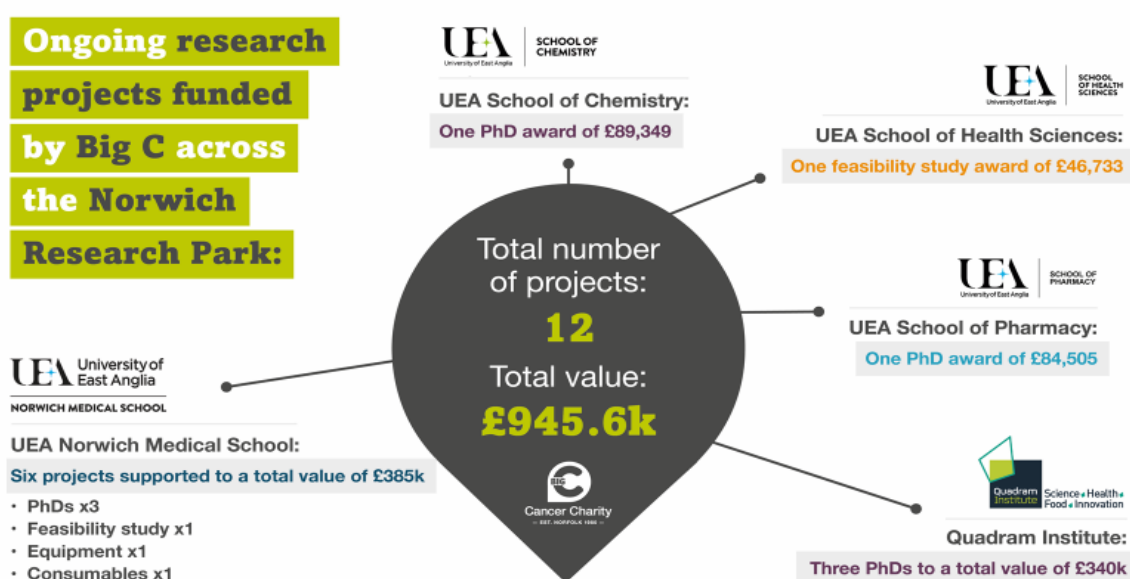 Ongoing research
projects funded
by Big C across
the Norwich
Research Park:
UEA
University of East Anglia
SCHOOL OF
CHEMISTRY
UEA School of Chemistry:
One PhD award of £89,349
UEA
University of East Anglia
SCHOOL
OF HEALTH
SCIENCES
UEA School of Health Sciences:
One feasibility study award of £46,733
Total number
of projects:
12
Total value:
£945.6k
BIG C
Cancer Charity
UEA
University of East Anglia
SCHOOL OF
PHARMACY
UEA School of Pharmacy:
One PhD award of £84,505
UEA University of
East Anglia
NORWICH MEDICAL SCHOOL
UEA Norwich Medical School:
Six projects supported to a total value of £385k
• PhDs x3
• Feasibility study x1
• Equipment x1
• Consumables x1
Quadram
Institute
Science Health
Food Innovation
Quadram Institute:
Three PhDs to a total value of £340k